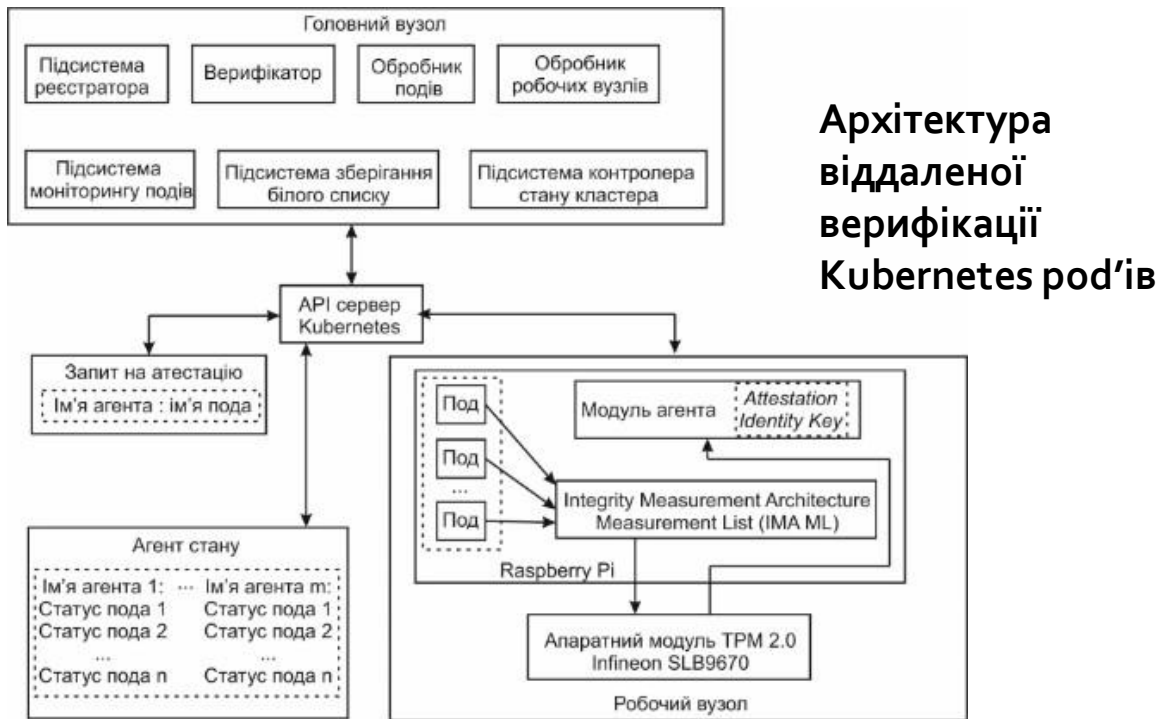 Головний вузол
Підсистема
реєстратора
Верифікатор
Обробник
подів
Обробник
робочих вузлів
Підсистема
моніторингу подів
Підсистема зберігання
білого списку
Підсистема контролера
стану кластера
Архітектура
віддаленої
верифікації
Kubernetes pod’ів
API сервер
Kubernetes
Запит на атестацію
Ім'я агента : ім'я пода
Под
Под
...
Под
Модуль агента
Attestation
Identity Key
Integrity Measurement Architecture
Measurement List (IMA ML)
Raspberry Pi
Агент стану
Ім'я агента 1: ... Ім'я агента m:
Статус пода 1 Статус пода 1
Статус пода 2 Статус пода 2
... ...
Статус пода n Статус пода n
Апаратний модуль TPM 2.0
Infineon SLB9670
Робочий вузол